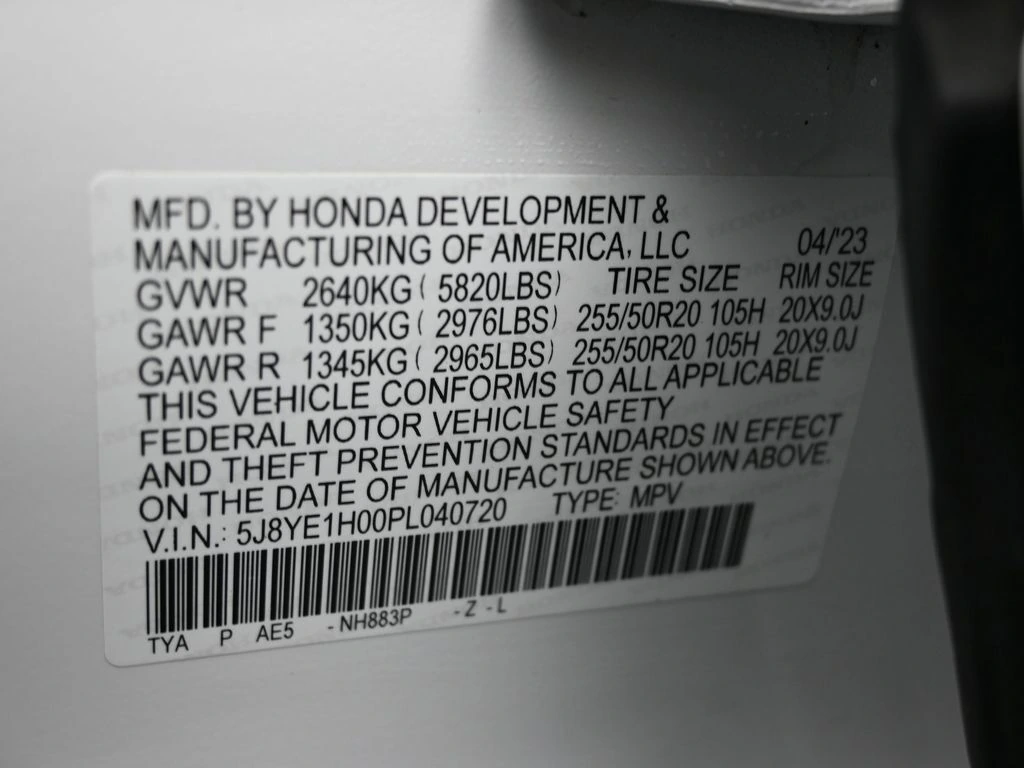 MFD. BY HONDA DEVELOPMENT &
MANUFACTURING OF AMERICA, LLC 04/'23
GVWR 2640KG ( 5820LBS) TIRE SIZE RIM SIZE
GAWR F 1350KG ( 2976LBS) 255/50R20 105H 20X9.0J
GAWR R 1345KG ( 2965LBS) 255/50R20 105H 20X9.0J
THIS VEHICLE CONFORMS TO ALL APPLICABLE
FEDERAL MOTOR VEHICLE SAFETY
AND THEFT PREVENTION STANDARDS IN EFFECT
ON THE DATE OF MANUFACTURE SHOWN ABOVE.
V.I.N.: 5J8YE1H00PL040720 TYPE: MPV
TYA P AE5 - NH883P - Z - L